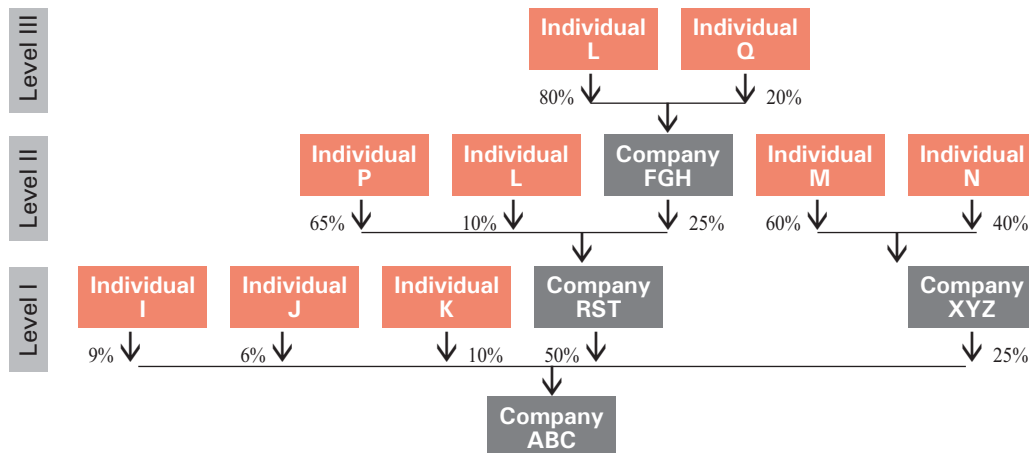 Level III
Individual
L
Individual
Q
80%
20%
Level II
Individual
P
Individual
L
Company
FGH
Individual
M
Individual
N
65%
10%
25%
60%
40%
Level I
Individual
I
Individual
J
Individual
K
Company
RST
Company
XYZ
9%
6%
10%
50%
25%
Company
ABC